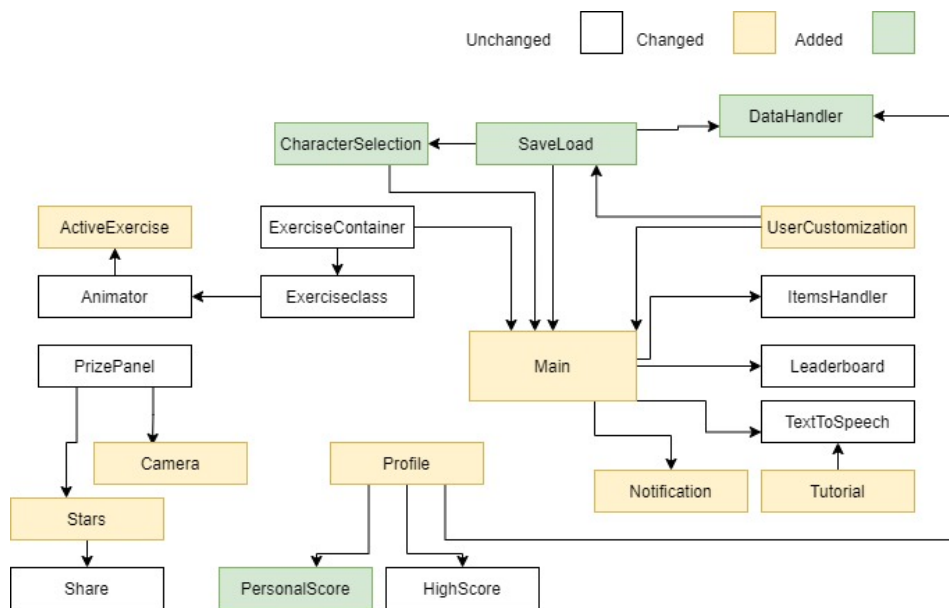 Unchanged
Changed
Added
DataHandler
CharacterSelection
SaveLoad
ActiveExercise
ExerciseContainer
UserCustomization
Animator
Exerciseclass
ItemsHandler
PrizePanel
Main
Leaderboard
TextToSpeech
Camera
Profile
Notification
Tutorial
Stars
Share
PersonalScore
HighScore